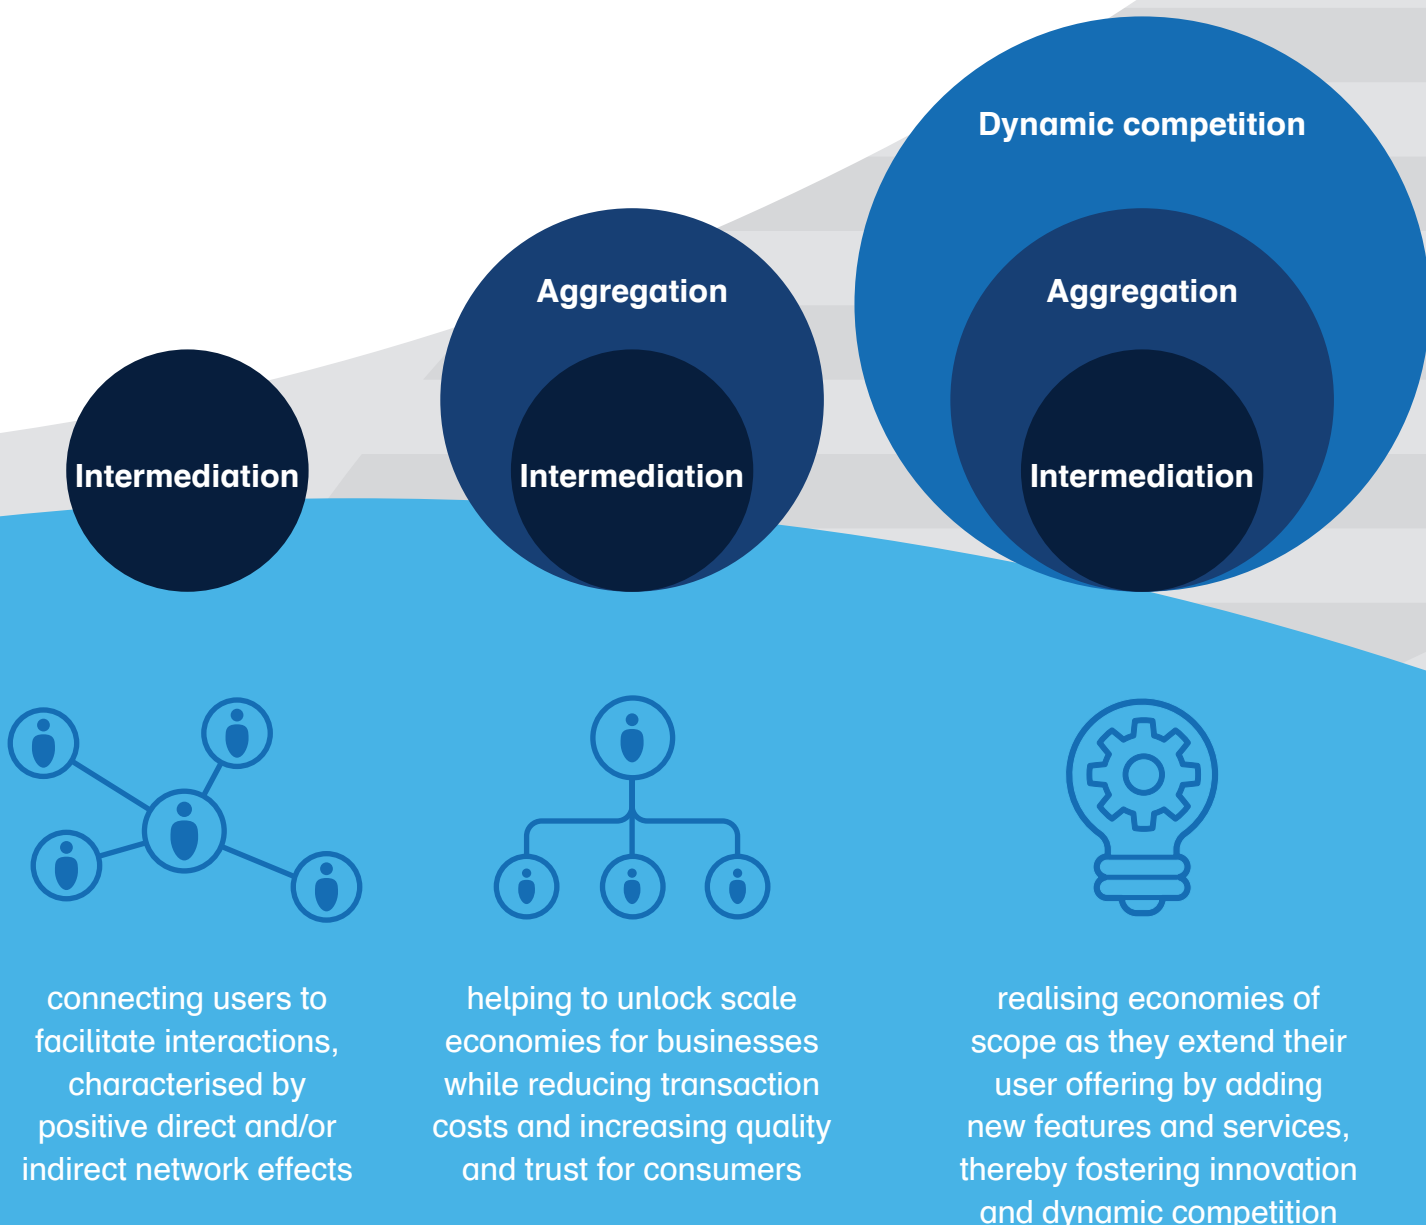 Dynamic competition
Aggregation
Aggregation
Intermediation
Intermediation
Intermediation
connecting users to
facilitate interactions,
characterised by
positive direct and/or
indirect network effects
helping to unlock scale
economies for businesses
while reducing transaction
costs and increasing quality
and trust for consumers
realising economies of
scope as they extend their
user offering by adding
new features and services,
thereby fostering innovation
and dynamic competition